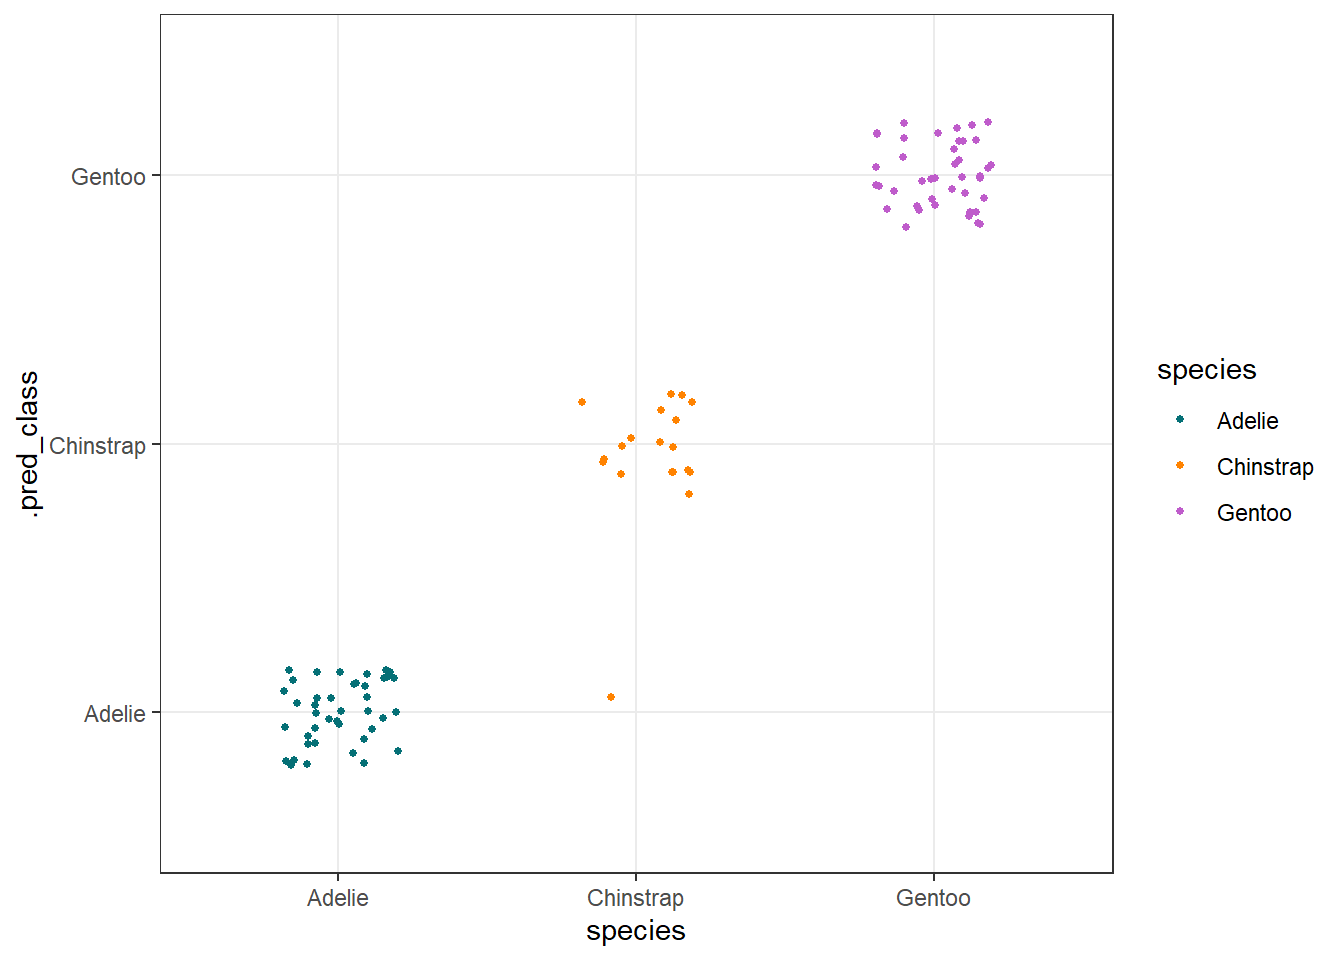 Gentoo
Chinstrap
Adelie
.pred_class
Adelie
Chinstrap
Gentoo
species
species
Adelie
Chinstrap
Gentoo